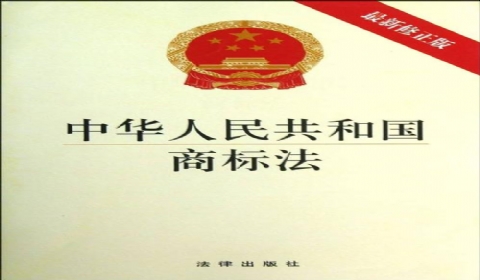 最新修正版
中华人民共和国
商标法
法律出版社